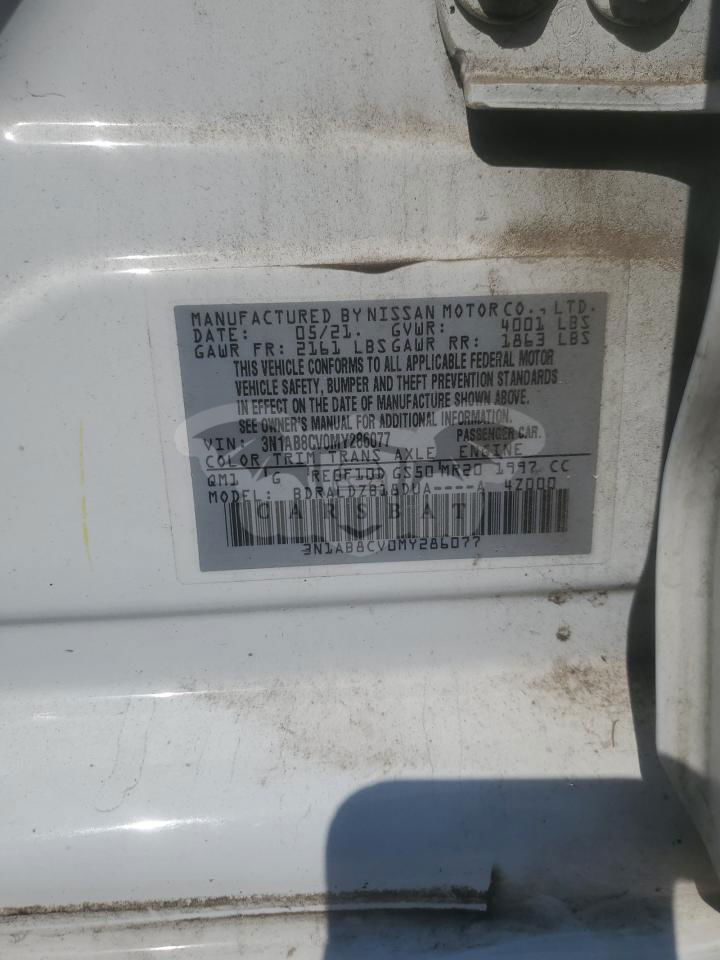 MANUFACTURED BY NISSAN MOTOR CO., LTD.
DATE: 05/21. GVWR: 4001 LBS
GAWR FR: 2161 LBS GAWR RR: 1863 LBS
THIS VEHICLE CONFORMS TO ALL APPLICABLE FEDERAL MOTOR
VEHICLE SAFETY, BUMPER AND THEFT PREVENTION STANDARDS
IN EFFECT ON THE DATE OF MANUFACTURE SHOWN ABOVE.
SEE OWNER'S MANUAL FOR ADDITIONAL INFORMATION.
VIN: 3N1AB8CV0MY286077 PASSENGER CAR.
COLOR TRIM TRANS AXLE ENGINE
QM1 G RE0F10D GS50 MR20 1997 CC
MODEL: BDRALDZB18DUA----A 4Z000
CARSBAT
3N1AB8CV0MY286077